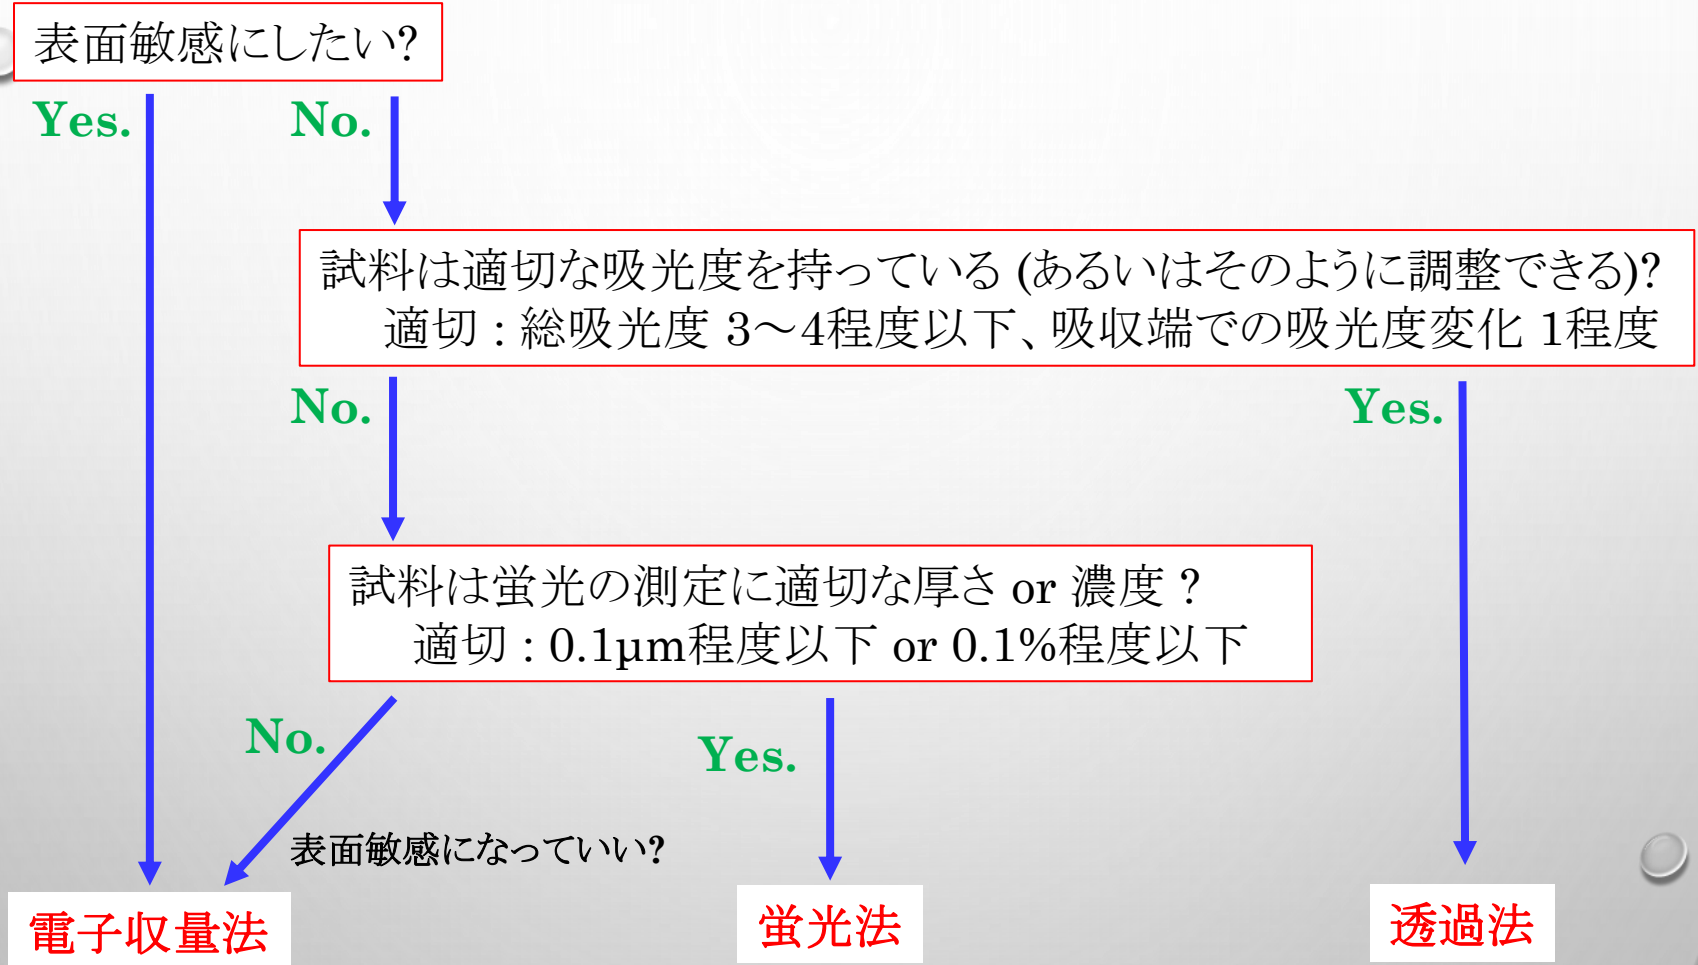 表面敏感にしたい?
Yes.
No.
試料は適切な吸光度を持っている (あるいはそのように調整できる)?
適切 : 総吸光度 3～4程度以下、吸収端での吸光度変化 1程度
No.
Yes.
試料は蛍光の測定に適切な厚さ or 濃度 ?
適切 : 0.1μm程度以下 or 0.1%程度以下
No.
Yes.
表面敏感になっていい?
電子収量法
蛍光法
透過法